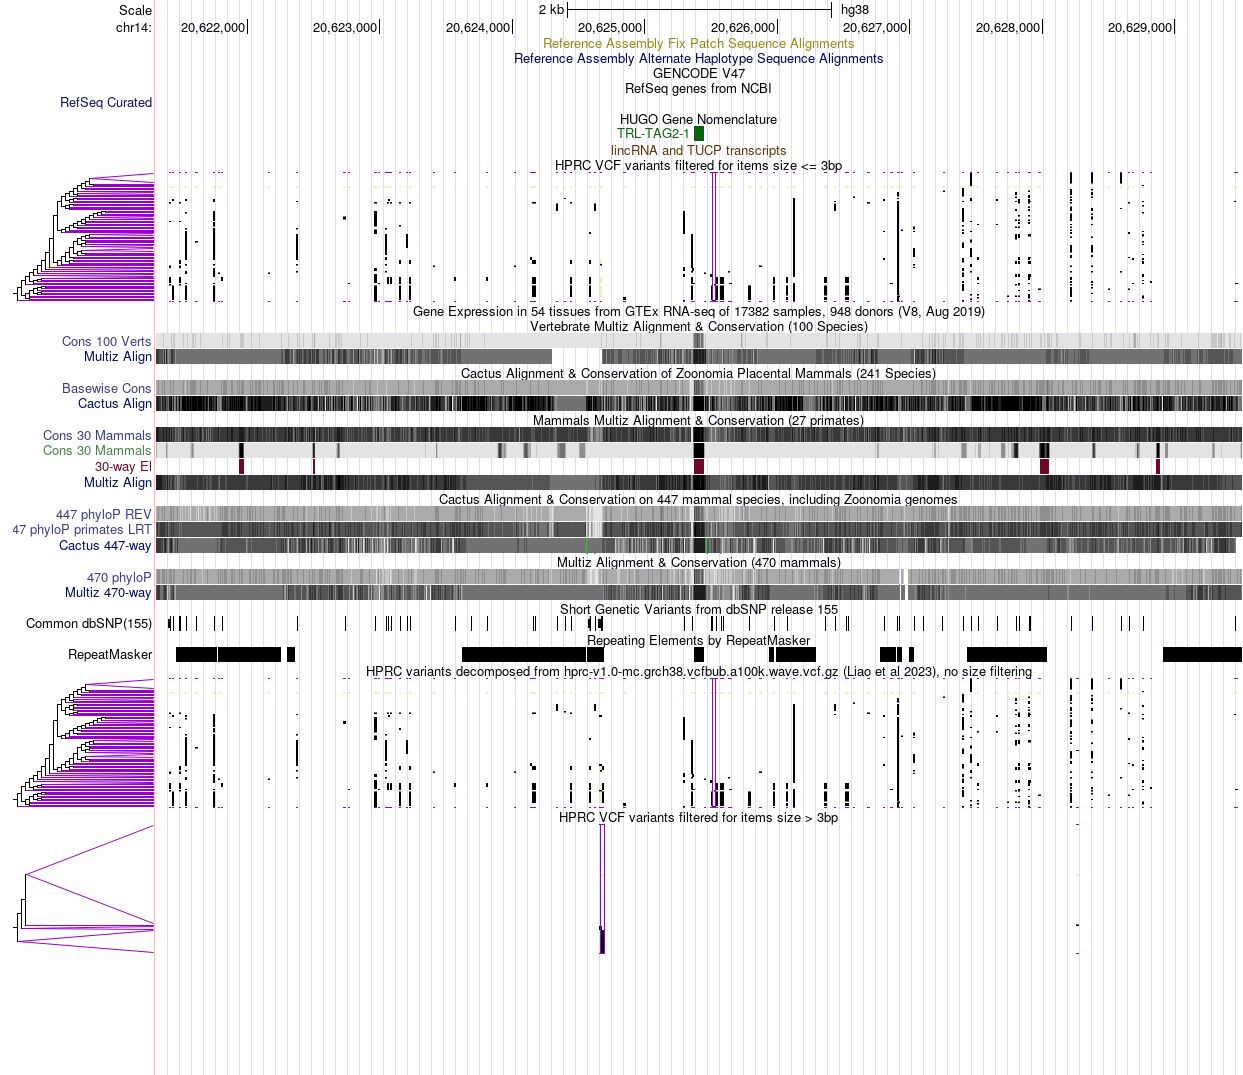 Scale 2 kb hg38
chr14: 20,622,000 20,623,000 20,624,000 20,625,000 20,626,000 20,627,000 20,628,000 20,629,000
Reference Assembly Fix Patch Sequence Alignments
Reference Assembly Alternate Haplotype Sequence Alignments
GENCODE V47
RefSeq genes from NCBI
RefSeq Curated
HUGO Gene Nomenclature
TRL-TAG2-1
lincRNA and TUCP transcripts
HPRC VCF variants filtered for items size <= 3bp
Gene Expression in 54 tissues from GTEx RNA-seq of 17382 samples, 948 donors (V8, Aug 2019)
Vertebrate Multiz Alignment & Conservation (100 Species)
Cons 100 Verts
Multiz Align
Cactus Alignment & Conservation of Zoonomia Placental Mammals (241 Species)
Basewise Cons
Cactus Align
Mammals Multiz Alignment & Conservation (27 primates)
Cons 30 Mammals
Cons 30 Mammals
30-way El
Multiz Align
Cactus Alignment & Conservation on 447 mammal species, including Zoonomia genomes
447 phyloP REV
47 phyloP primates LRT
Cactus 447-way
Multiz Alignment & Conservation (470 mammals)
470 phyloP
Multiz 470-way
Short Genetic Variants from dbSNP release 155
Common dbSNP(155)
Repeating Elements by RepeatMasker
RepeatMasker
HPRC variants decomposed from hprc-v1.0-mc.grch38.vcfbub.a100k.wave.vcf.gz (Liao et al 2023), no size filtering
HPRC VCF variants filtered for items size > 3bp